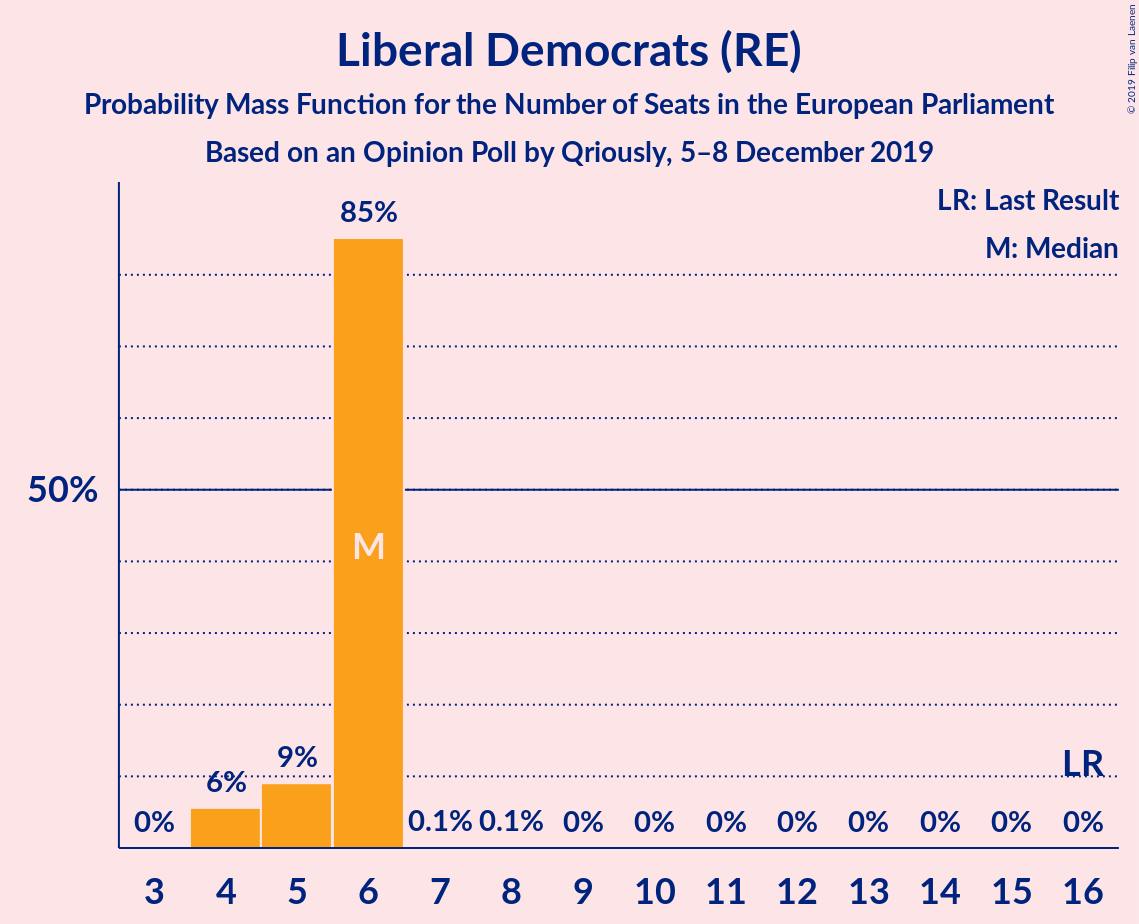 Liberal Democrats (RE)
Probability Mass Function for the Number of Seats in the European Parliament
Based on an Opinion Poll by Qriously, 5–8 December 2019
© 2019 Filip van Laenen
LR: Last Result
M: Median
85%
50%
M
9%
6%
LR
0%
0.1%
0.1%
0%
0%
0%
0%
0%
0%
0%
0%
3 4 5 6 7 8 9 10 11 12 13 14 15 16